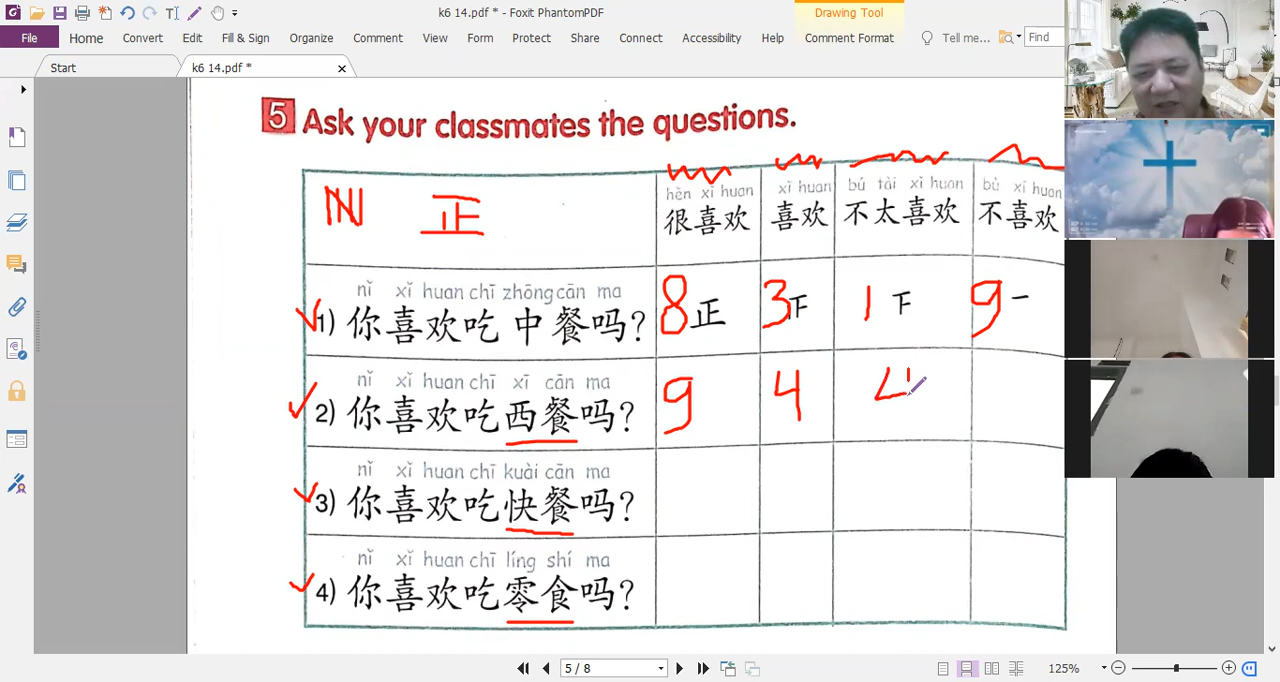 k6 14.pdf * - Foxit PhantomPDF
Drawing Tool
File Home Convert Edit Fill & Sign Organize Comment View Form Protect Share Connect Accessibility Help Comment Format Tell me... Find
Start k6 14.pdf *
5 Ask your classmates the questions.
正
hěn xǐ huan xǐ huan bú tài xǐ huan bù xǐ huan
很喜欢 喜欢 不太喜欢 不喜欢
nǐ xǐ huan chī zhōng cān ma
1) 你喜欢吃中餐吗? 8 正 3 下 1 下 9 一
nǐ xǐ huan chī xī cān ma
2) 你喜欢吃西餐吗? 9 4
nǐ xǐ huan chī kuài cān ma
3) 你喜欢吃快餐吗?
nǐ xǐ huan chī líng shí ma
4) 你喜欢吃零食吗?
5 / 8 125%